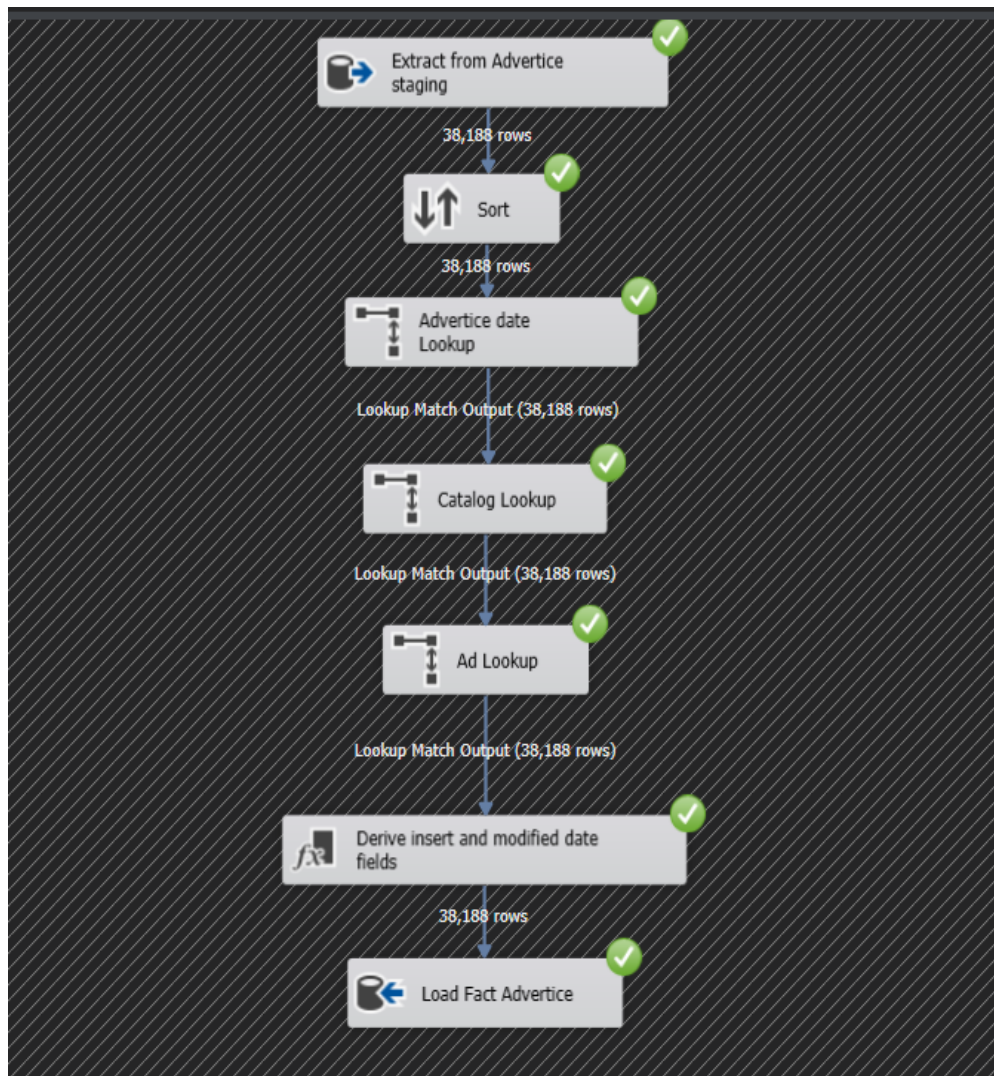 Extract from Advertice
staging
38,188 rows
Sort
38,188 rows
Advertice date
Lookup
Lookup Match Output (38,188 rows)
Catalog Lookup
Lookup Match Output (38,188 rows)
Ad Lookup
Lookup Match Output (38,188 rows)
fx
Derive insert and modified date
fields
38,188 rows
Load Fact Advertice